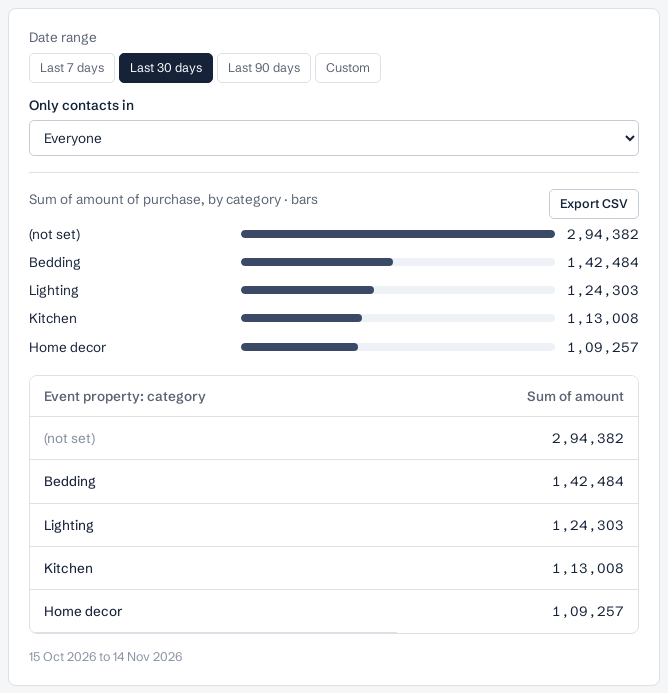 Date range
Last 7 days Last 30 days Last 90 days Custom
Only contacts in
Everyone
Sum of amount of purchase, by category · bars Export CSV
(not set) 2,94,382
Bedding 1,42,484
Lighting 1,24,303
Kitchen 1,13,008
Home decor 1,09,257
Event property: category Sum of amount
(not set) 2,94,382
Bedding 1,42,484
Lighting 1,24,303
Kitchen 1,13,008
Home decor 1,09,257
15 Oct 2026 to 14 Nov 2026